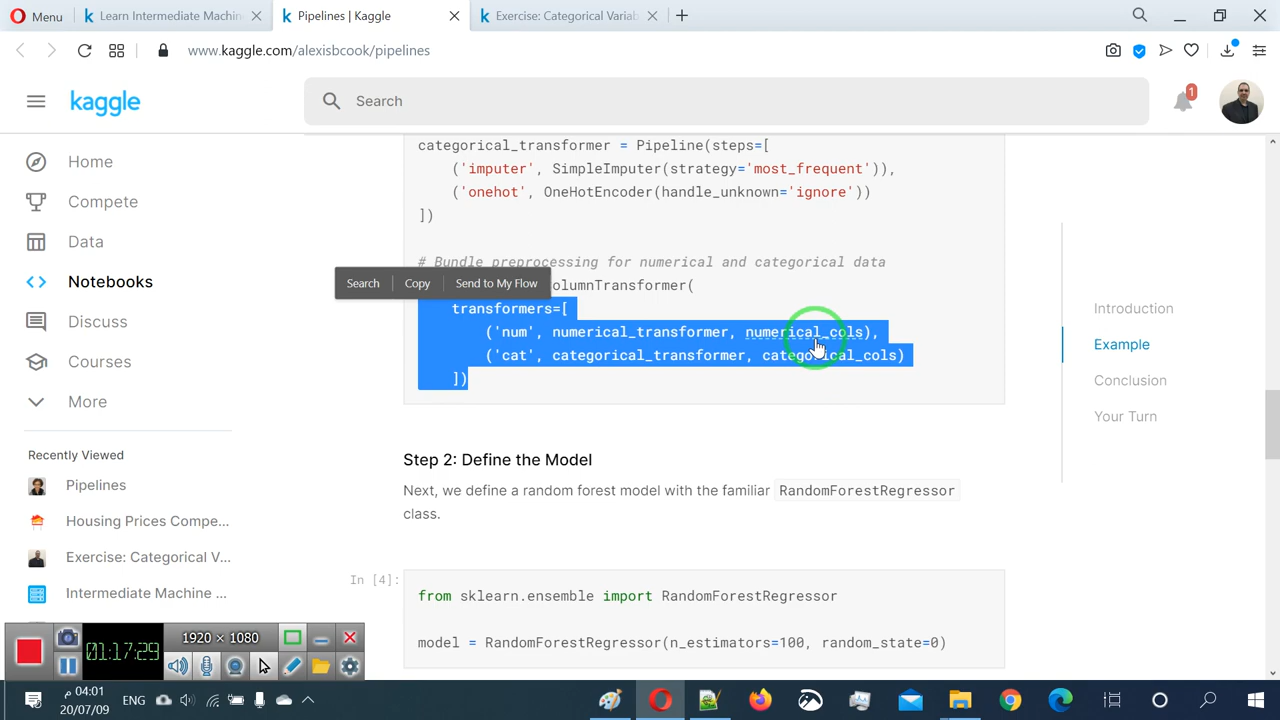 Menu
Learn Intermediate Machin
Pipelines | Kaggle
Exercise: Categorical Variab
www.kaggle.com/alexisbcook/pipelines
kaggle
Search
1
Home
Compete
Data
Notebooks
Discuss
Courses
More
Recently Viewed
Pipelines
Housing Prices Compe...
Exercise: Categorical V...
Intermediate Machine ...
categorical_transformer = Pipeline(steps=[
('imputer', SimpleImputer(strategy='most_frequent')),
('onehot', OneHotEncoder(handle_unknown='ignore'))
])
# Bundle preprocessing for numerical and categorical data
Search Copy Send to My Flow
olumnTransformer(
transformers=[
('num', numerical_transformer, numerical_cols),
('cat', categorical_transformer, categorical_cols)
])
Step 2: Define the Model
Next, we define a random forest model with the familiar RandomForestRegressor
class.
In [4]:
from sklearn.ensemble import RandomForestRegressor
model = RandomForestRegressor(n_estimators=100, random_state=0)
Introduction
Example
Conclusion
Your Turn
01:17:29
1920 × 1080
04:01 م
20/07/09
ENG